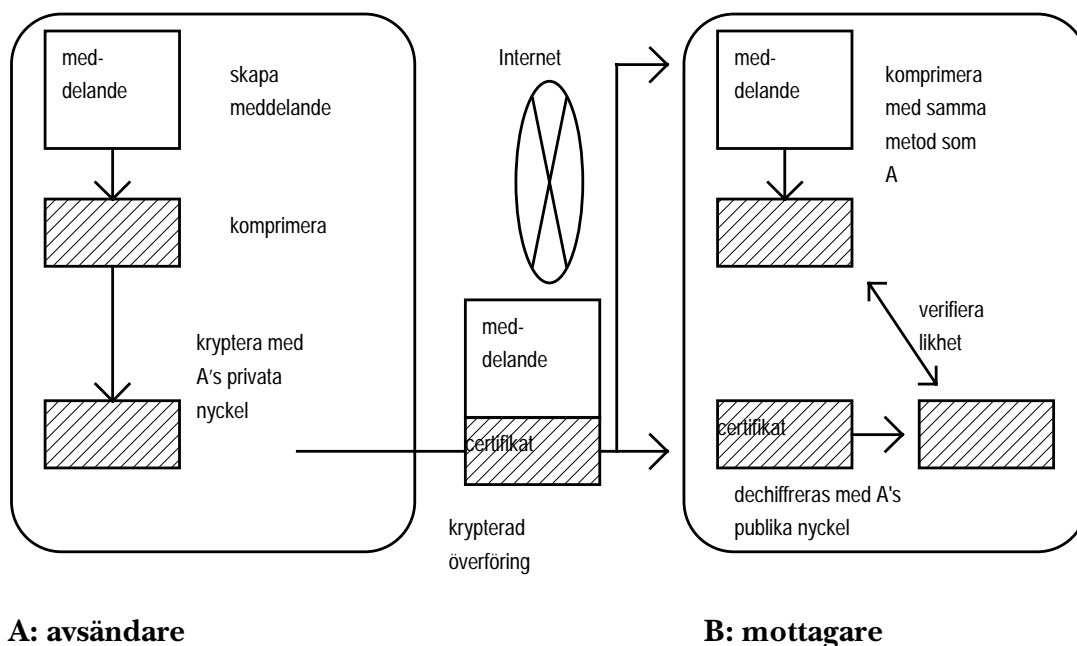 med-
delande
skapa
meddelande
komprimera
kryptera med
A's privata
nyckel
Internet
med-
delande
certifikat
krypterad
överföring
med-
delande
komprimera
med samma
metod som
A
verifiera
likhet
certifikat
dechiffreras med A's
publika nyckel
A: avsändare
B: mottagare